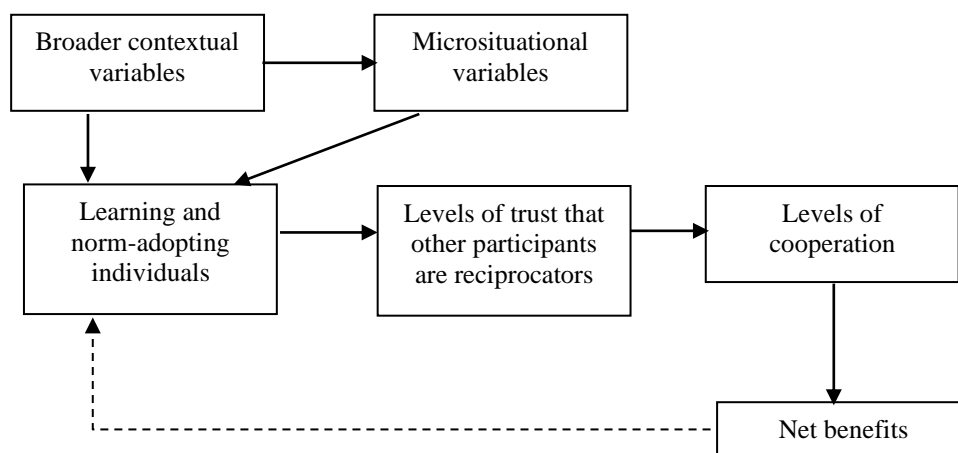 Broader contextual
variables
Microsituational
variables
Learning and
norm-adopting
individuals
Levels of trust that
other participants
are reciprocators
Levels of
cooperation
Net benefits